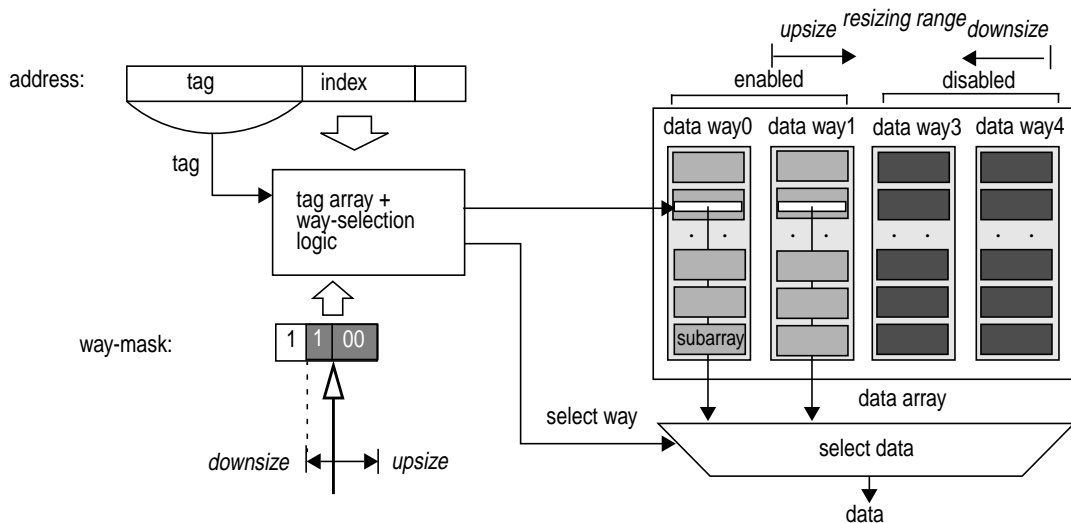 upsize resizing range downsize
address: tag index
enabled disabled
data way0 data way1 data way3 data way4
tag
tag array +
way-selection
logic
. . . . . . . .
way-mask: 1 1 00
subarray
data array
select way
select data
downsize upsize
data